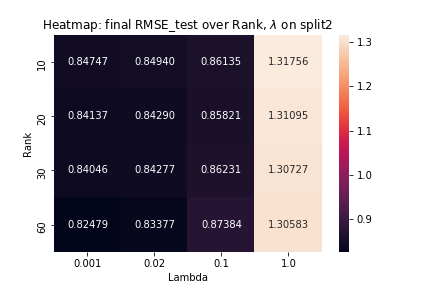 Heatmap: final RMSE_test over Rank, λ on split2
10 0.84747 0.84940 0.86135 1.31756
20 0.84137 0.84290 0.85821 1.31095
30 0.84046 0.84277 0.86231 1.30727
60 0.82479 0.83377 0.87384 1.30583
Rank
0.001 0.02 0.1 1.0
Lambda
1.3
1.2
1.1
1.0
0.9